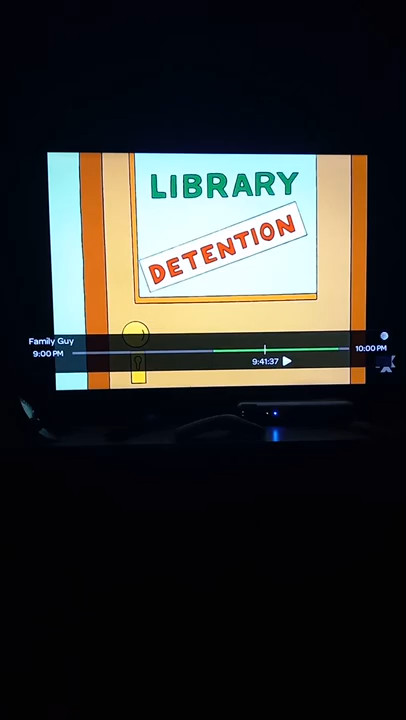 LIBRARY
DETENTION
Family Guy
9:00 PM
10:00 PM
9:41:37